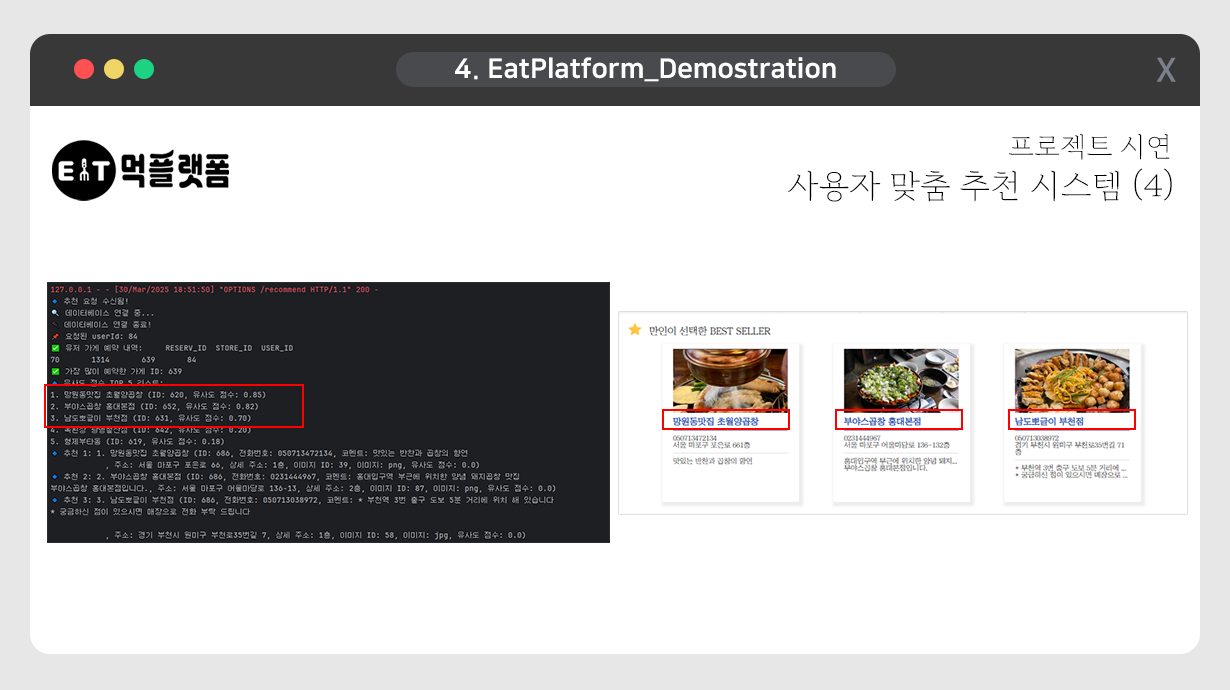 4. EatPlatform_Demostration
X
EAT 먹플랫폼
프로젝트 시연
사용자 맞춤 추천 시스템 (4)
127.0.0.1 - - [30/Mar/2025 18:51:50] "OPTIONS /recommend HTTP/1.1" 200 -
추천 요청 수신됨!
데이터베이스 연결 중...
데이터베이스 연결 종료!
요청된 userId: 84
유저 가게 예약 내역: RESERV_ID STORE_ID USER_ID
70 1314 639 84
가장 많이 예약한 가게 ID: 639
유사도 점수 TOP 5 리스트:
1. 망원동맛집 초월양곱창 (ID: 620, 유사도 점수: 0.85)
2. 부야스곱창 홍대본점 (ID: 652, 유사도 점수: 0.82)
3. 남도뽀글이 부천점 (ID: 631, 유사도 점수: 0.70)
(ID: 642, 유사도 점수: 0.20)
5. 형제부타동 (ID: 619, 유사도 점수: 0.18)
추천 1: 1. 망원동맛집 초월양곱창 (ID: 686, 전화번호: 050713472134, 코멘트: 맛있는 반찬과 곱창의 향연
, 주소: 서울 마포구 포은로 66, 상세 주소: 1층, 이미지 ID: 39, 이미지: png, 유사도 점수: 0.0)
추천 2: 2. 부야스곱창 홍대본점 (ID: 686, 전화번호: 0231444967, 코멘트: 홍대입구역 부근에 위치한 양념 돼지곱창 맛집
부야스곱창 홍대본점입니다., 주소: 서울 마포구 어울마당로 136-13, 상세 주소: 2층, 이미지 ID: 87, 이미지: png, 유사도 점수: 0.0)
추천 3: 3. 남도뽀글이 부천점 (ID: 686, 전화번호: 050713038972, 코멘트: * 부천역 3번 출구 도보 5분 거리에 위치 해 있습니다
* 궁금하신 점이 있으시면 매장으로 전화 부탁 드립니다
, 주소: 경기 부천시 원미구 부천로35번길 7, 상세 주소: 1층, 이미지 ID: 58, 이미지: jpg, 유사도 점수: 0.0)
만인이 선택한 BEST SELLER
망원동맛집 초월양곱창
050713472134
서울 마포구 포은로 661층
맛있는 반찬과 곱창의 향연
부야스곱창 홍대본점
0231444967
서울 마포구 어울마당로 136-132층
홍대입구역 부근에 위치한 양념 돼지...
부야스곱창 홍대본점입니다.
남도뽀글이 부천점
050713038972
경기 부천시 원미구 부천로35번길 71
층
* 부천역 3번 출구 도보 5분 거리에 ...
* 궁금하신 점이 있으시면 매장으로 ...